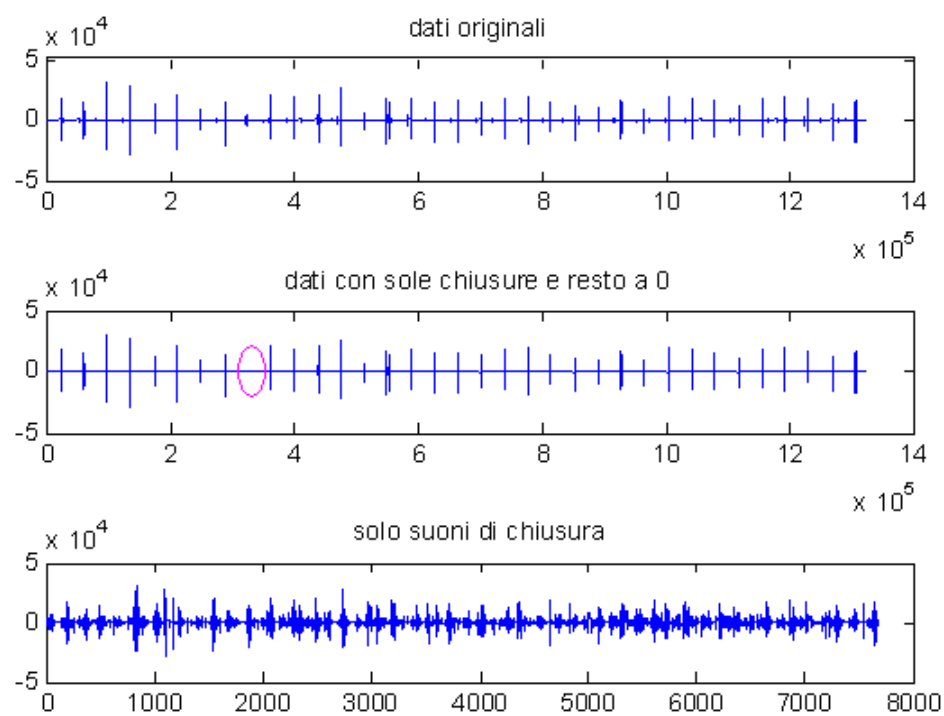 dati originali
x 10^4
5
0
-5
0 2 4 6 8 10 12 14
x 10^5
dati con sole chiusure e resto a 0
x 10^4
5
0
-5
0 2 4 6 8 10 12 14
x 10^5
solo suoni di chiusura
x 10^4
5
0
-5
0 1000 2000 3000 4000 5000 6000 7000 8000